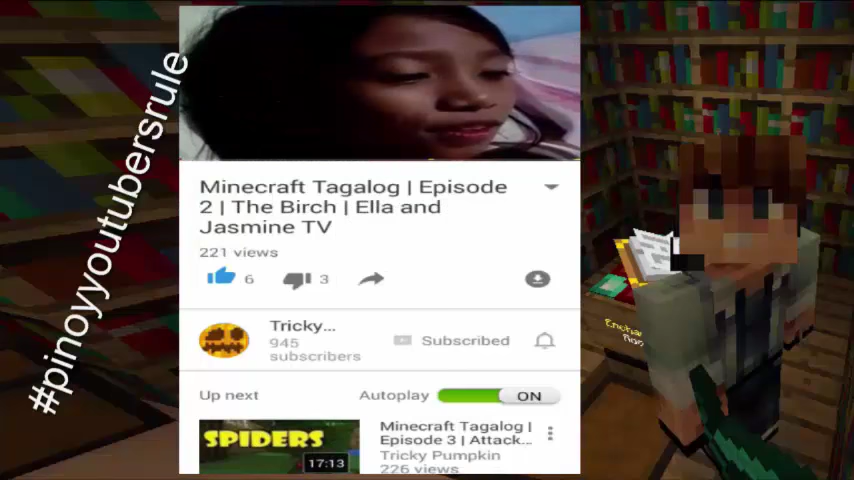 #pinoyyoutubersrule
Minecraft Tagalog | Episode
2 | The Birch | Ella and
Jasmine TV
221 views
6
3
Tricky...
945
subscribers
Subscribed
Up next
Autoplay
ON
SPIDERS
17:13
Minecraft Tagalog |
Episode 3 | Attack...
Tricky Pumpkin
226 views